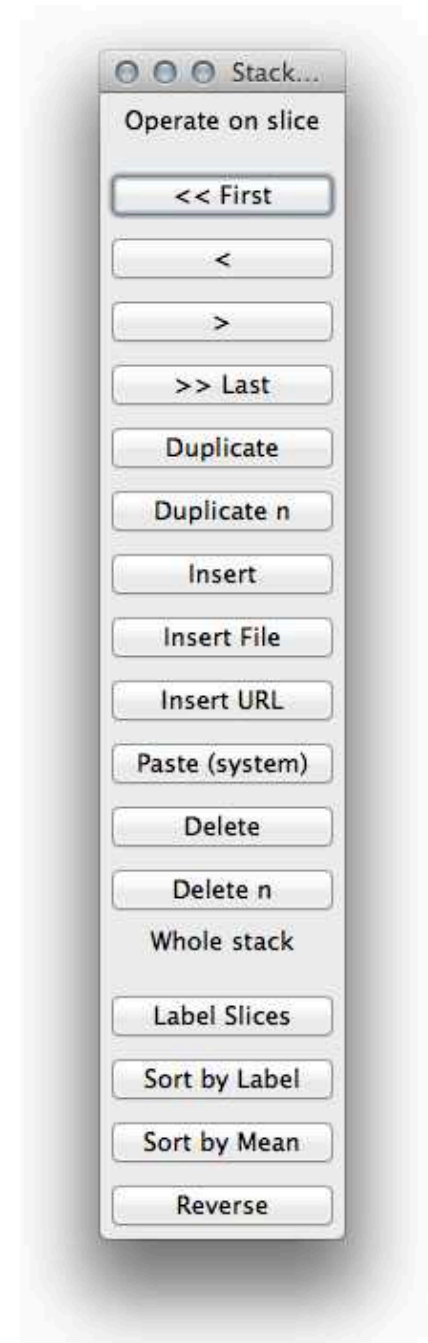 Stack...
Operate on slice
<< First
<
>
>> Last
Duplicate
Duplicate n
Insert
Insert File
Insert URL
Paste (system)
Delete
Delete n
Whole stack
Label Slices
Sort by Label
Sort by Mean
Reverse